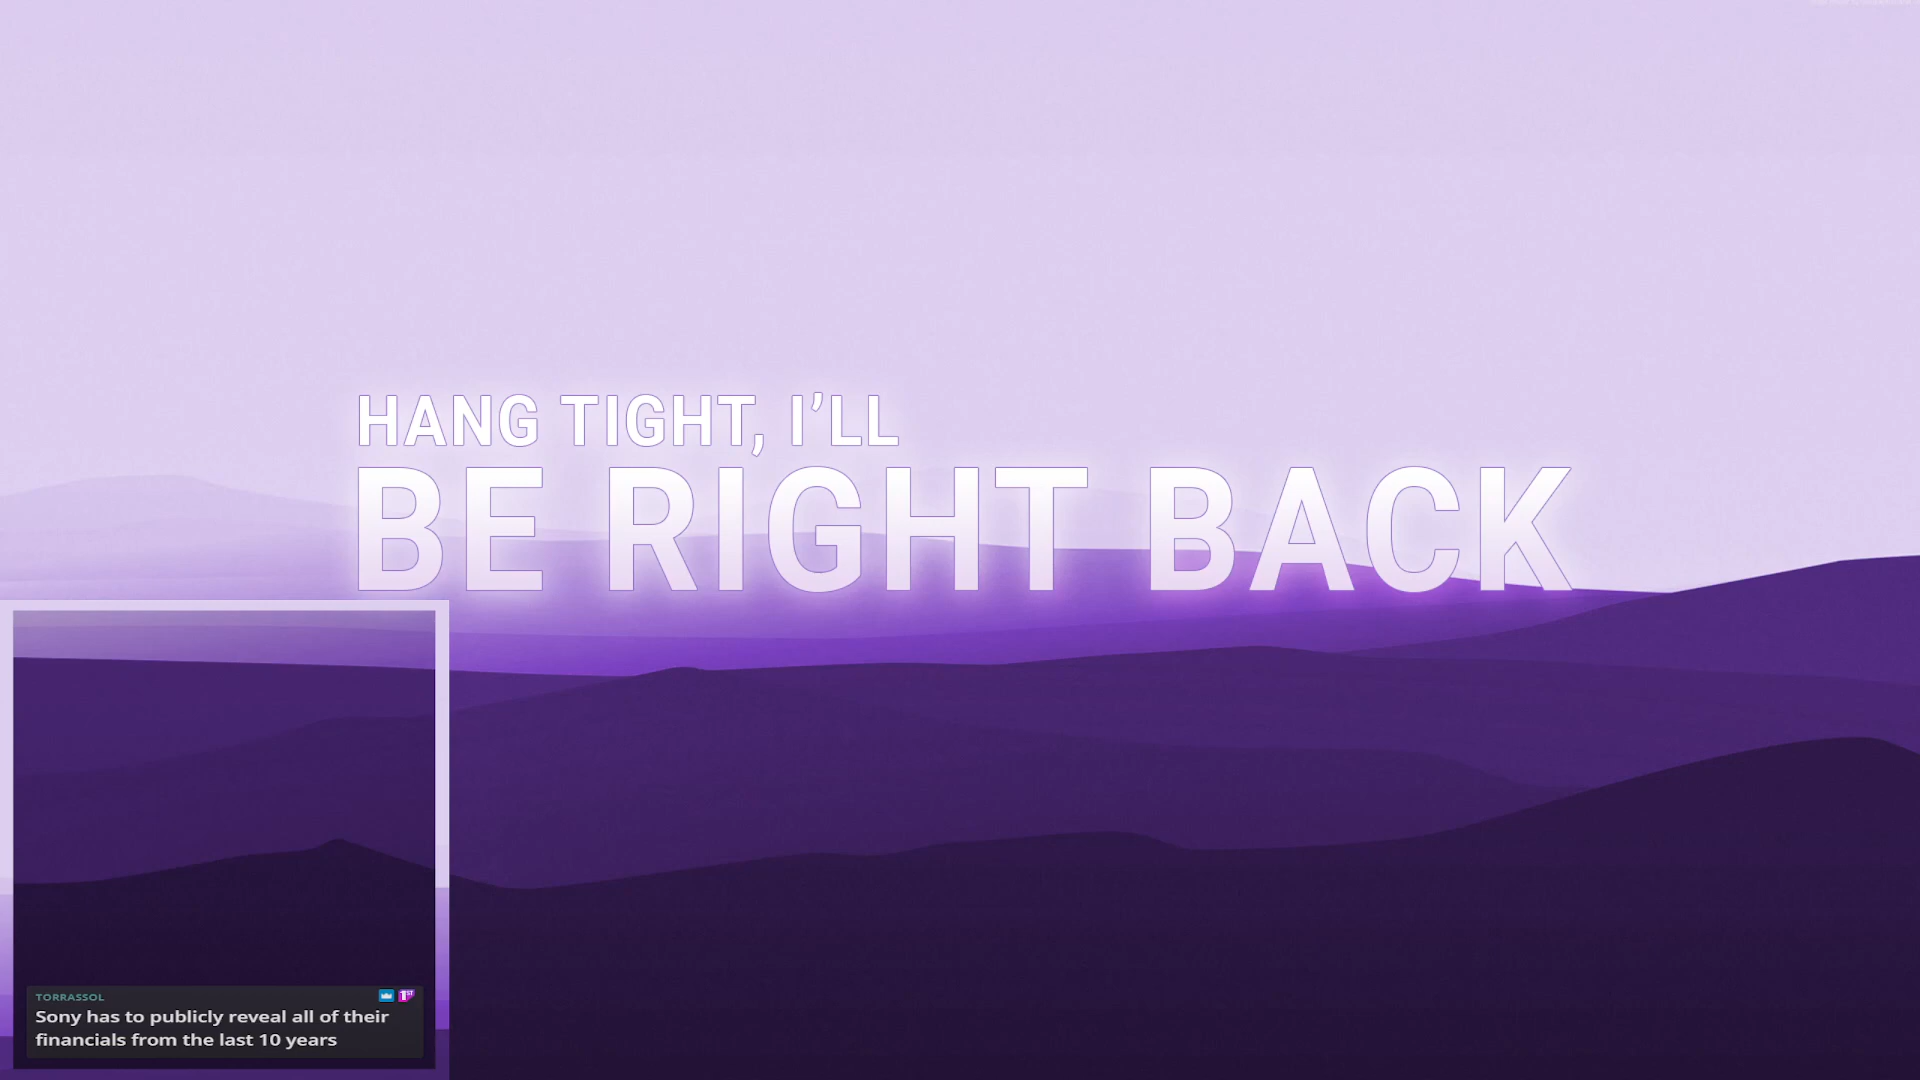 HANG TIGHT, I’LL
BE RIGHT BACK
TORRASSOL
1ST
Sony has to publicly reveal all of their
financials from the last 10 years